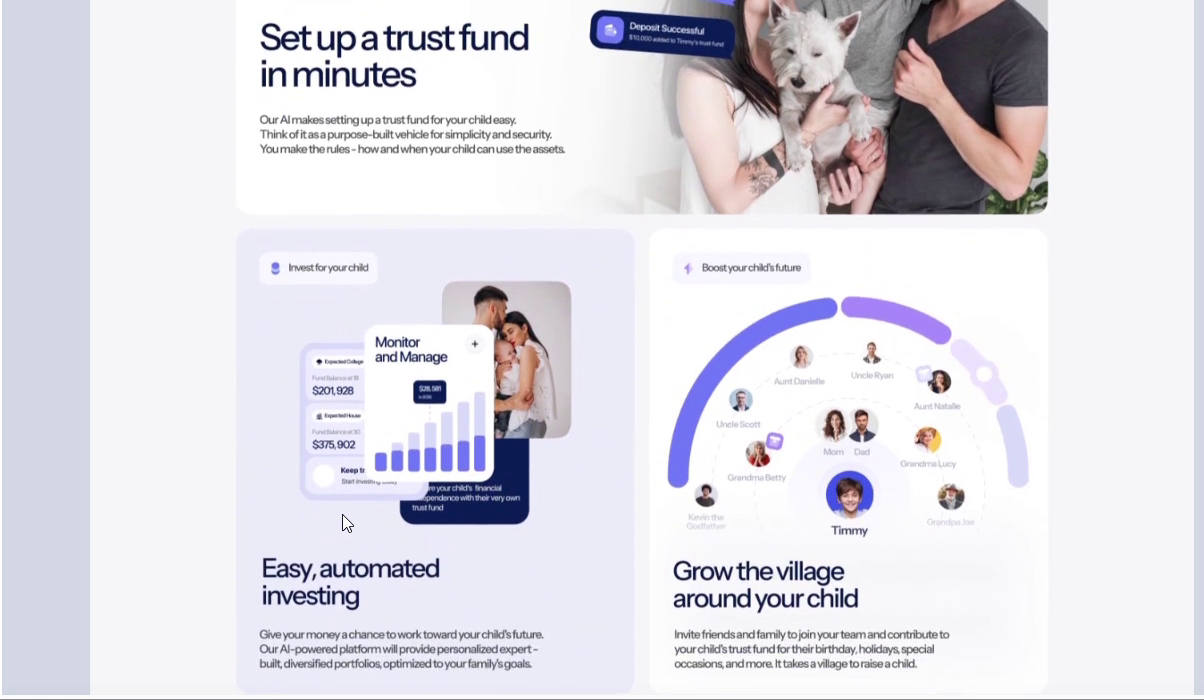 Set up a trust fund
in minutes
Our AI makes setting up a trust fund for your child easy.
Think of it as a purpose-built vehicle for simplicity and security.
You make the rules - how and when your child can use the assets.
Deposit Successful
$10,000 added to Timmy's trust fund
Invest for your child
Monitor
and Manage
+
$28,581
Expected College
Fund Balance at 18
$201,928
Expected House
Fund Balance at 30
$375,902
Keep tr
Start investing today
re your child's financial
ependence with their very own
trust fund
Easy, automated
investing
Give your money a chance to work toward your child's future.
Our AI-powered platform will provide personalized expert-
built, diversified portfolios, optimized to your family's goals.
Boost your child's future
Uncle Ryan
Aunt Danielle
Aunt Natalie
Uncle Scott
Mom Dad
Grandma Lucy
Grandma Betty
Kevin the
Godfather
Grandpa Joe
Timmy
Grow the village
around your child
Invite friends and family to join your team and contribute to
your child's trust fund for their birthday, holidays, special
occasions, and more. It takes a village to raise a child.